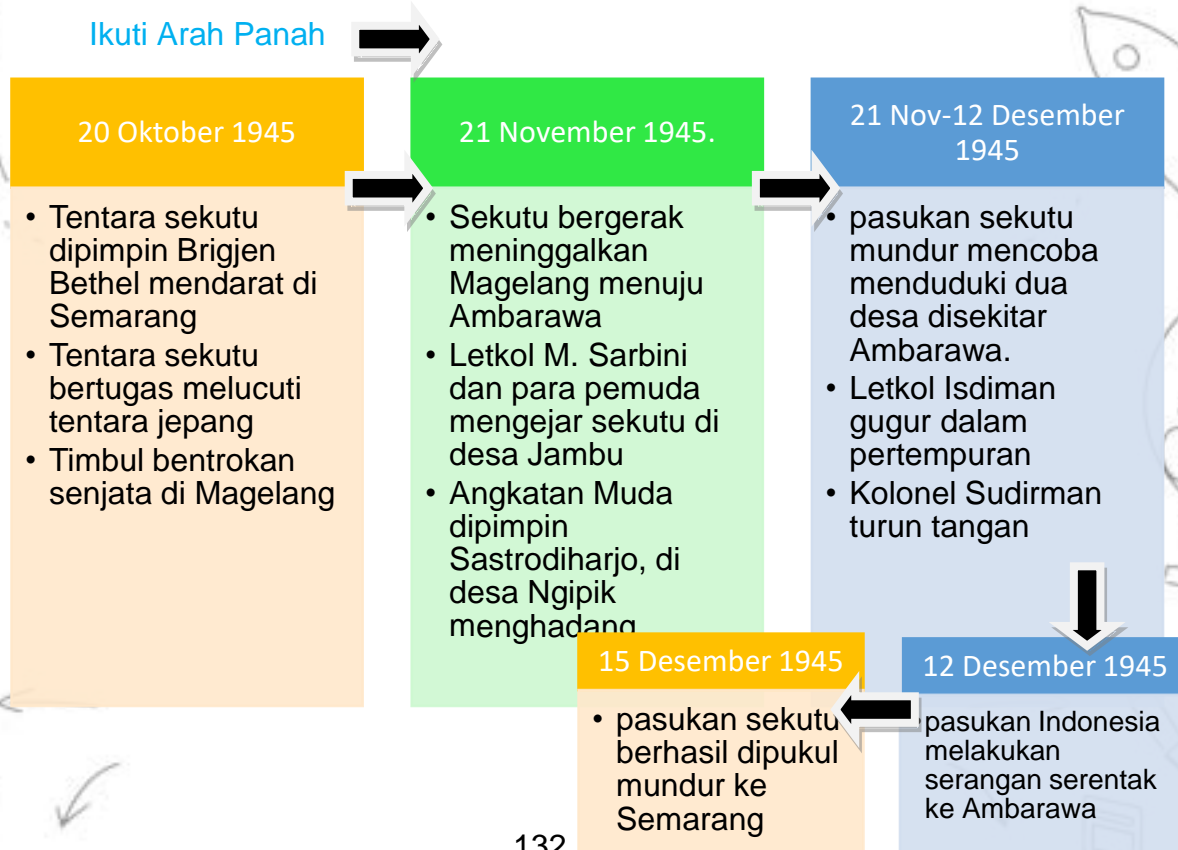 Ikuti Arah Panah
20 Oktober 1945
• Tentara sekutu
dipimpin Brigjen
Bethel mendarat di
Semarang
• Tentara sekutu
bertugas melucuti
tentara jepang
• Timbul bentrokan
senjata di Magelang
21 November 1945.
• Sekutu bergerak
meninggalkan
Magelang menuju
Ambarawa
• Letkol M. Sarbini
dan para pemuda
mengejar sekutu di
desa Jambu
• Angkatan Muda
dipimpin
Sastrodiharjo, di
desa Ngipik
menghadang
21 Nov-12 Desember
1945
• pasukan sekutu
mundur mencoba
menduduki dua
desa disekitar
Ambarawa.
• Letkol Isdiman
gugur dalam
pertempuran
• Kolonel Sudirman
turun tangan
12 Desember 1945
pasukan Indonesia
melakukan
serangan serentak
ke Ambarawa
15 Desember 1945
• pasukan sekutu
berhasil dipukul
mundur ke
Semarang
132